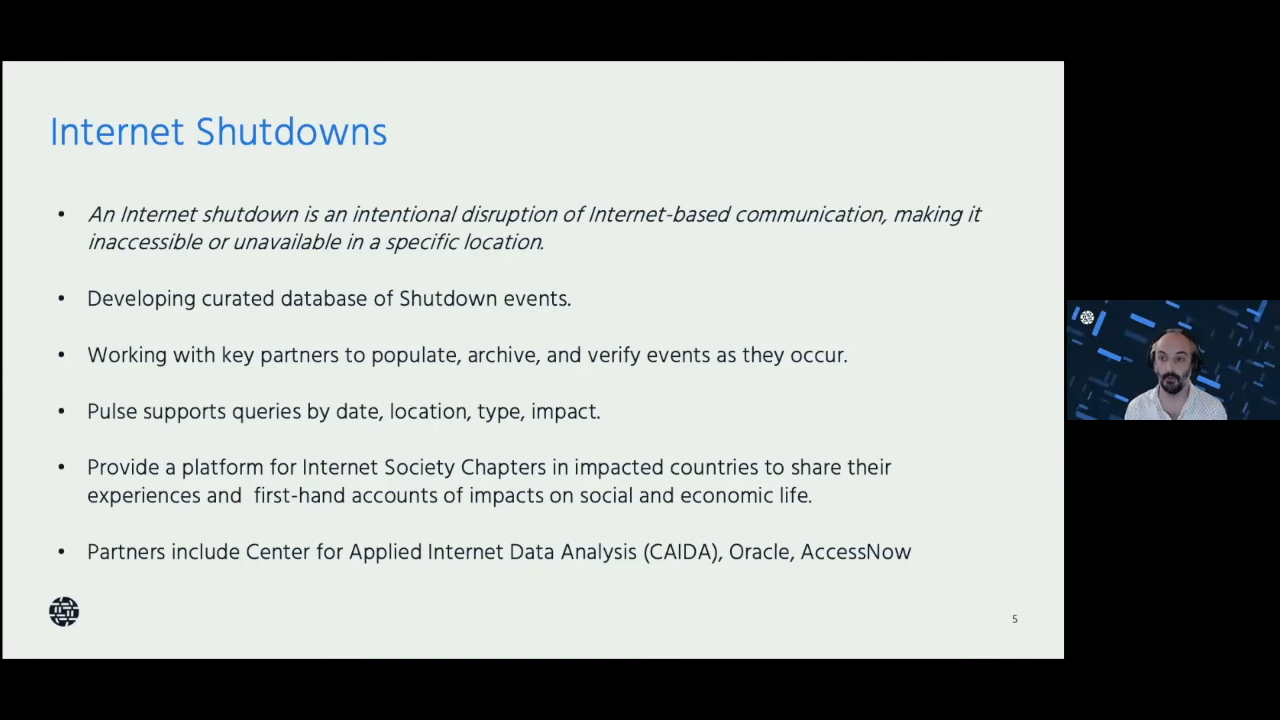 Internet Shutdowns
• An Internet shutdown is an intentional disruption of Internet-based communication, making it
inaccessible or unavailable in a specific location.
• Developing curated database of Shutdown events.
• Working with key partners to populate, archive, and verify events as they occur.
• Pulse supports queries by date, location, type, impact.
• Provide a platform for Internet Society Chapters in impacted countries to share their
experiences and  first-hand accounts of impacts on social and economic life.
• Partners include Center for Applied Internet Data Analysis (CAIDA), Oracle, AccessNow
5